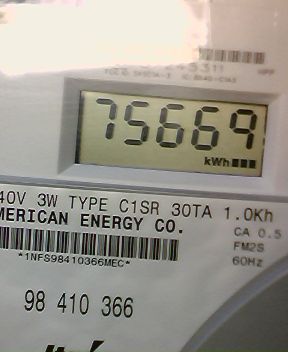 75669
kWh
40V 3W TYPE C1SR 30TA 1.0Kh
MERICAN ENERGY CO.
CA 0.5
FM2S
60Hz
*1NFS98410366MEC*
98 410 366